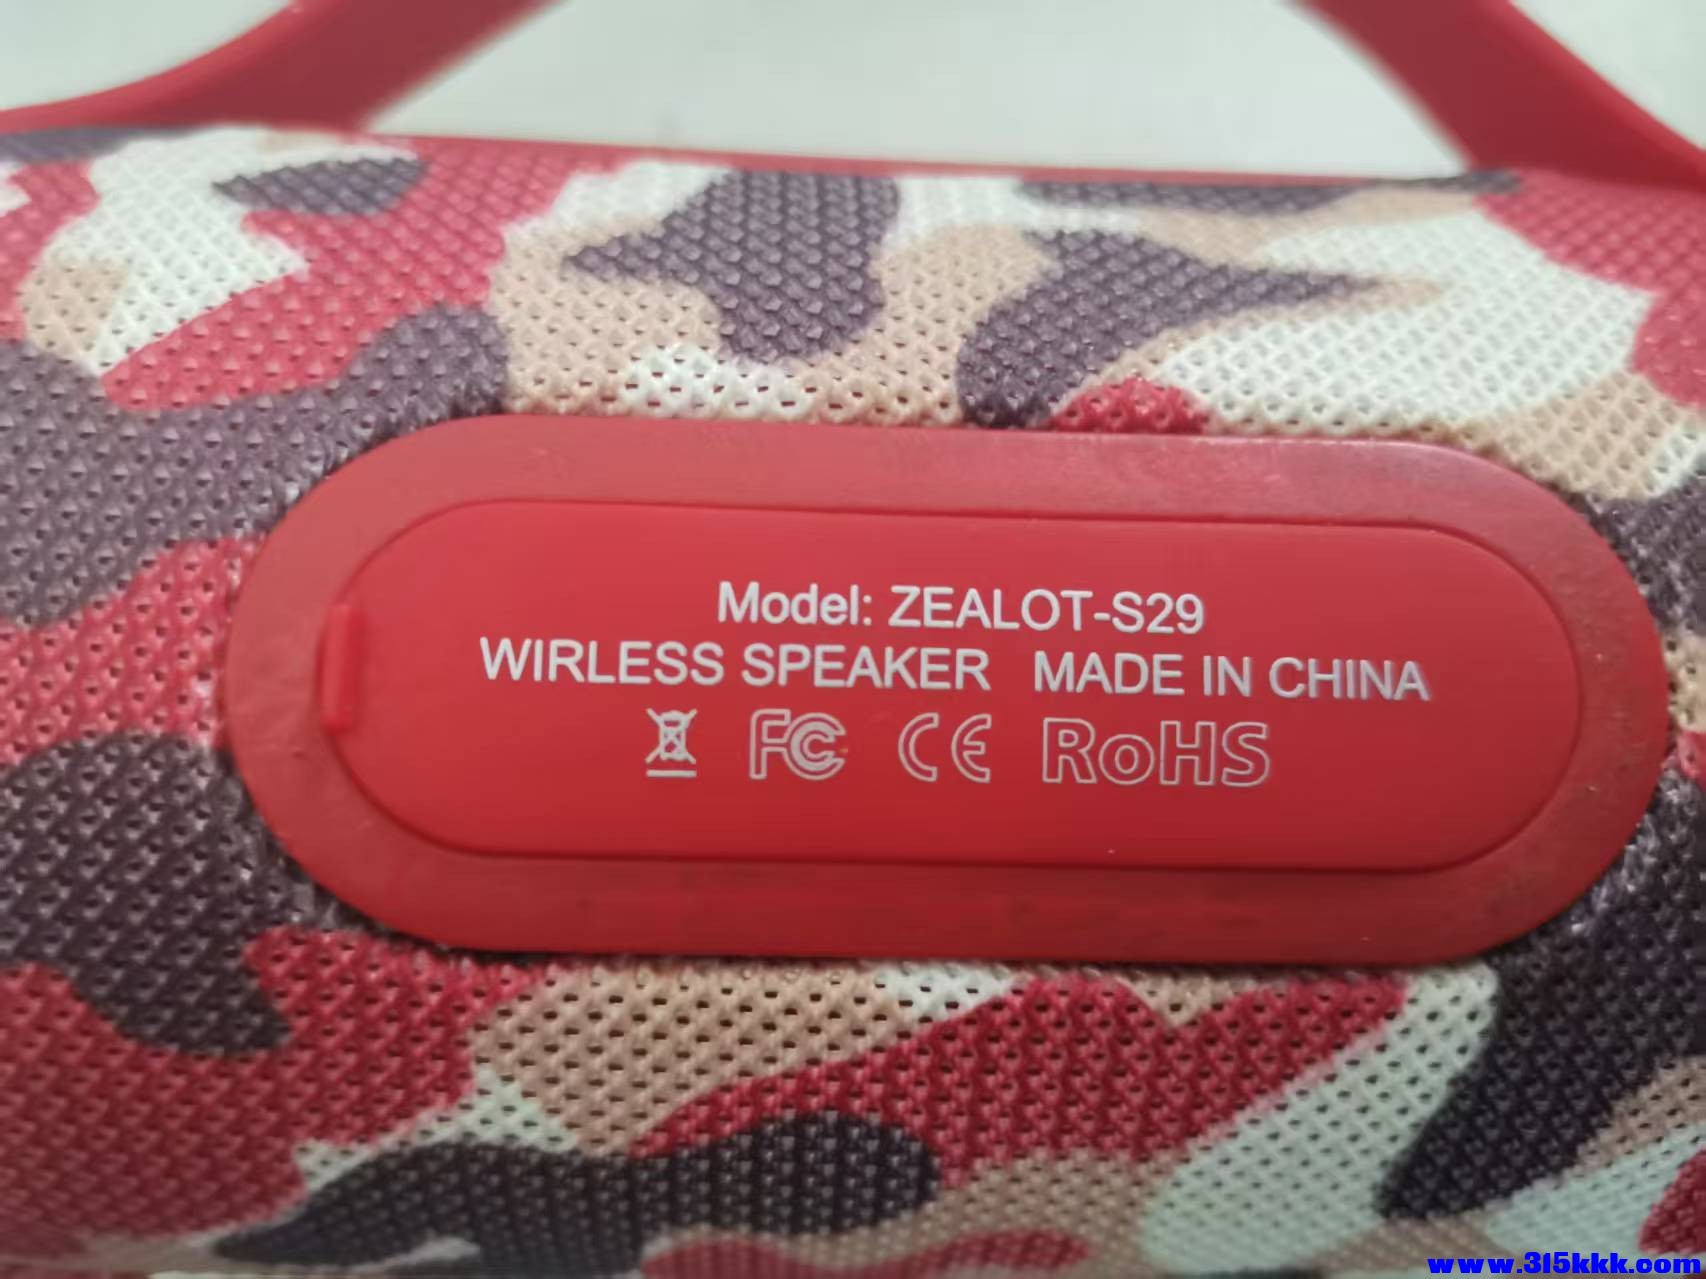 Model: ZEALOT-S29
WIRLESS SPEAKER MADE IN CHINA
FC CE RoHS
www.315kkk.com